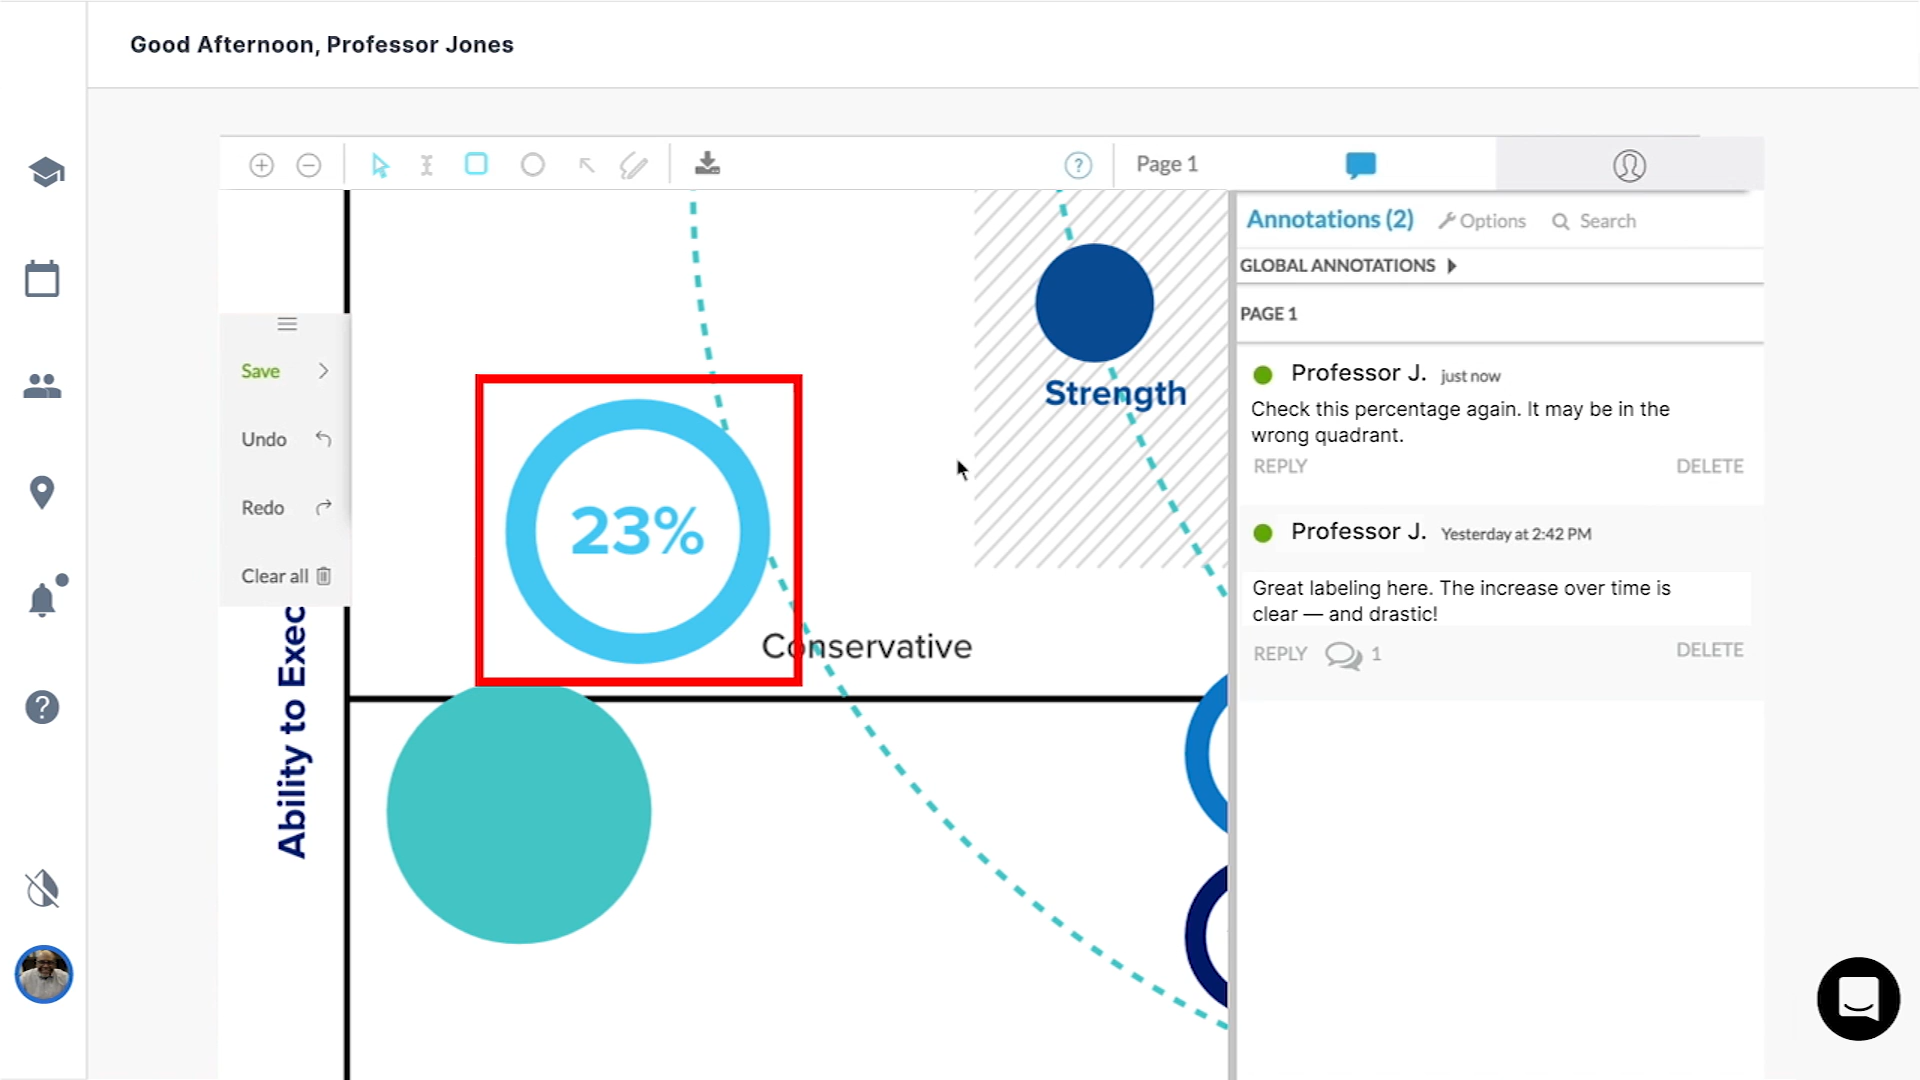 Good Afternoon, Professor Jones
Page 1
Annotations (2)
Options
Search
GLOBAL ANNOTATIONS
PAGE 1
Save
Undo
Redo
Clear all
Strength
23%
Conservative
Ability to Exec
Professor J. just now
Check this percentage again. It may be in the
wrong quadrant.
REPLY
DELETE
Professor J. Yesterday at 2:42 PM
Great labeling here. The increase over time is
clear — and drastic!
REPLY 1
DELETE